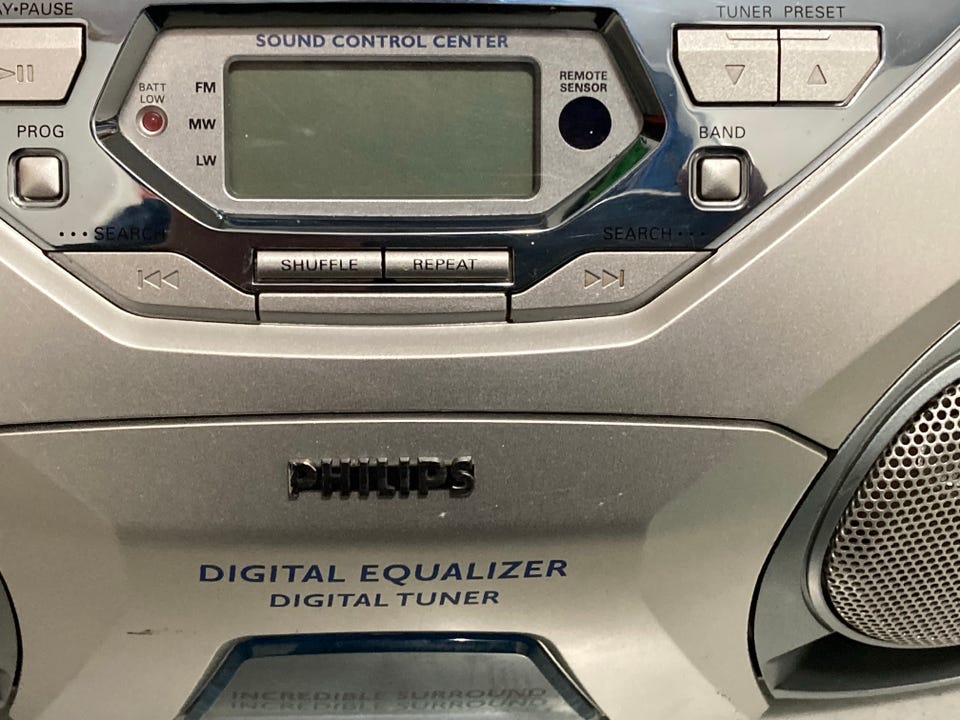 AY•PAUSE
TUNER PRESET
SOUND CONTROL CENTER
BATT
LOW
FM
MW
LW
REMOTE
SENSOR
PROG
BAND
••• SEARCH
SEARCH •••
SHUFFLE
REPEAT
PHILIPS
DIGITAL EQUALIZER
DIGITAL TUNER
INCREDIBLE SURROUND